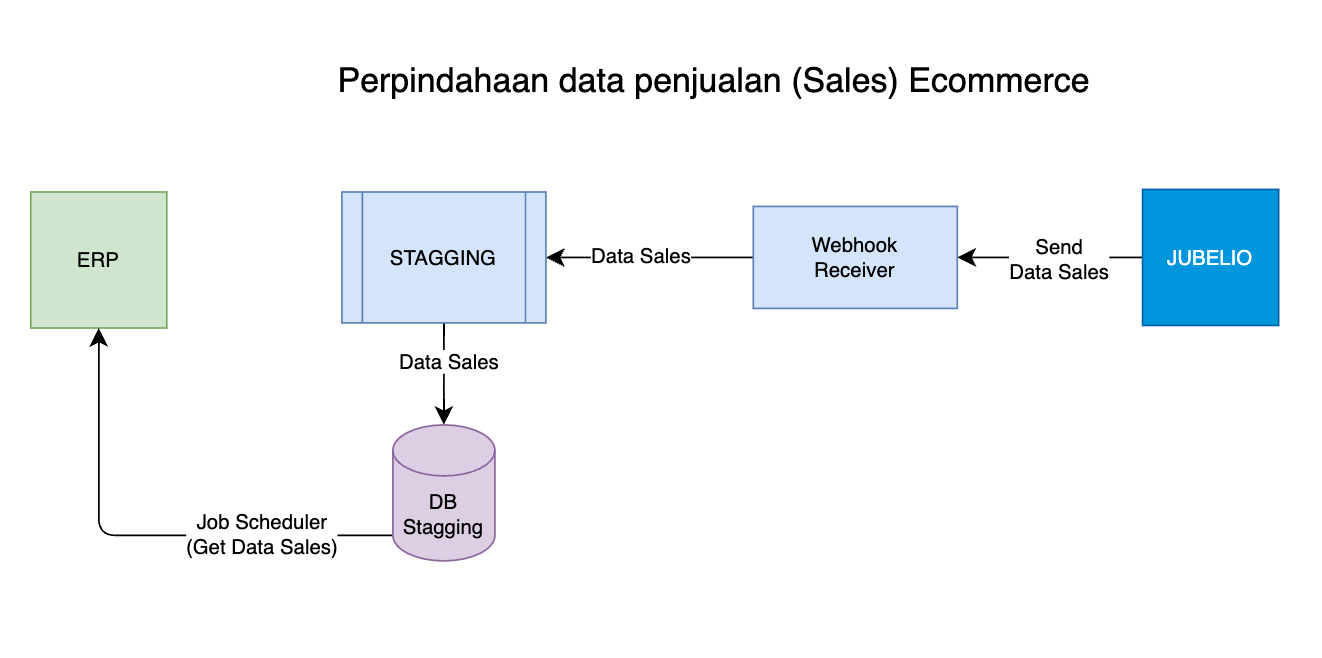 Perpindahaan data penjualan (Sales) Ecommerce
ERP
STAGGING
Data Sales
Webhook
Receiver
Send
Data Sales
JUBELIO
Data Sales
DB
Stagging
Job Scheduler
(Get Data Sales)